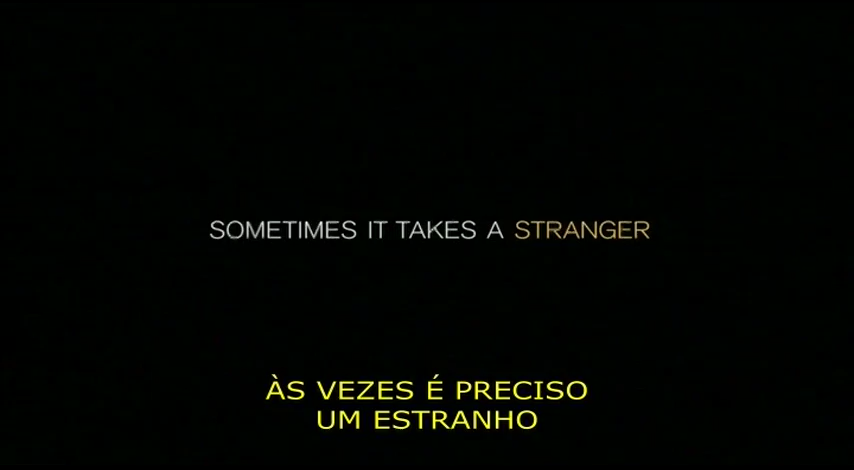 SOMETIMES IT TAKES A STRANGER
ÀS VEZES É PRECISO
UM ESTRANHO